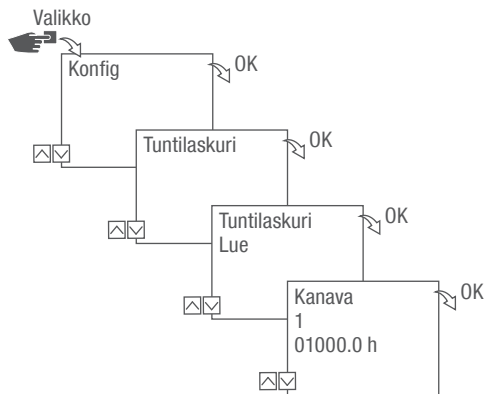 Valikko
Konfig
OK
Tuntilaskuri
OK
Tuntilaskuri
Lue
OK
Kanava
1
01000.0 h
OK